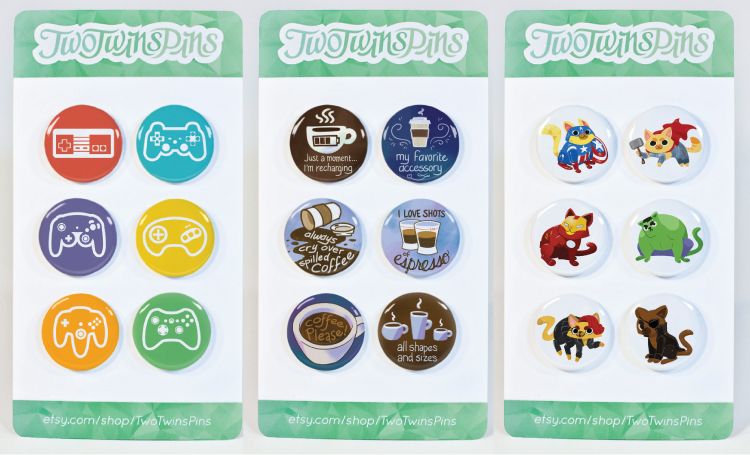 TwoTwinsPins
TwoTwinsPins
TwoTwinsPins
Just a moment...
I'm recharging
my favorite
accessory
always
cry over
spilled
coffee
I LOVE SHOTS
of
espresso
Coffee!
Please!
all shapes
and sizes
etsy.com/shop/TwoTwinsPins
etsy.com/shop/TwoTwinsPins
etsy.com/shop/TwoTwinsPins